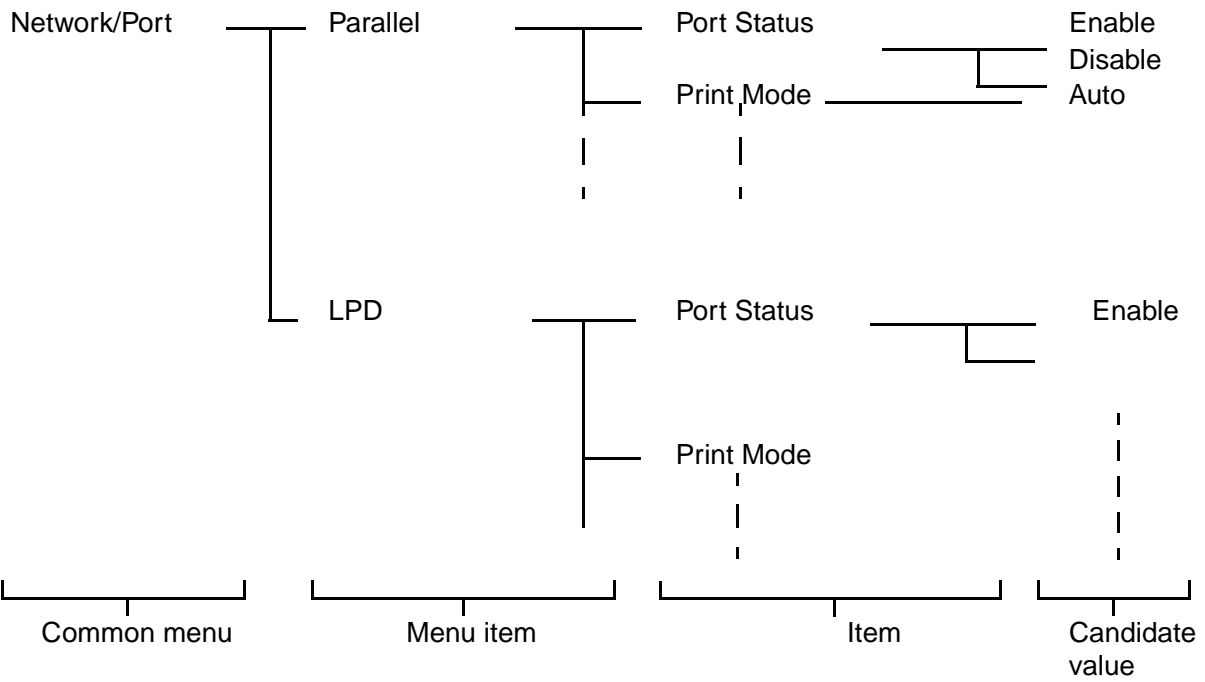 Network/Port Parallel Port Status Enable
Disable
Print Mode Auto
LPD Port Status Enable
Print Mode
Common menu Menu item Item Candidate
value